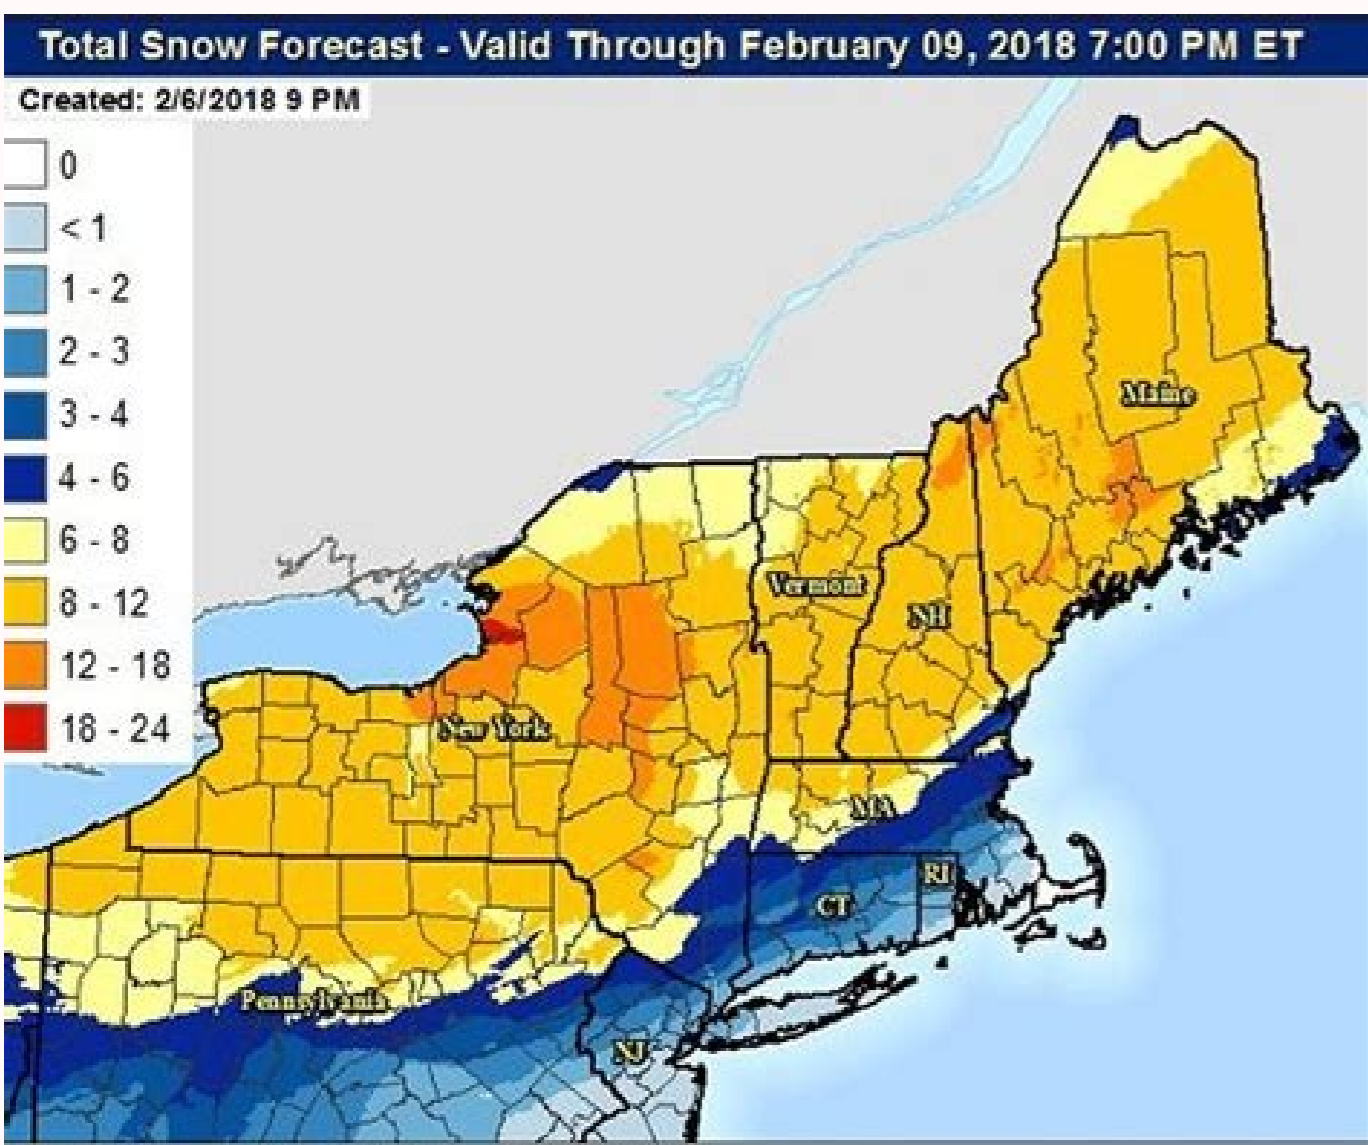 Total Snow Forecast - Valid Through February 09, 2018 7:00 PM ET
Created: 2/6/2018 9 PM
0
< 1
1 - 2
2 - 3
3 - 4
4 - 6
6 - 8
8 - 12
12 - 18
18 - 24
Maine
Vermont
NH
New York
MA
RI
CT
Pennsylvania
NJ